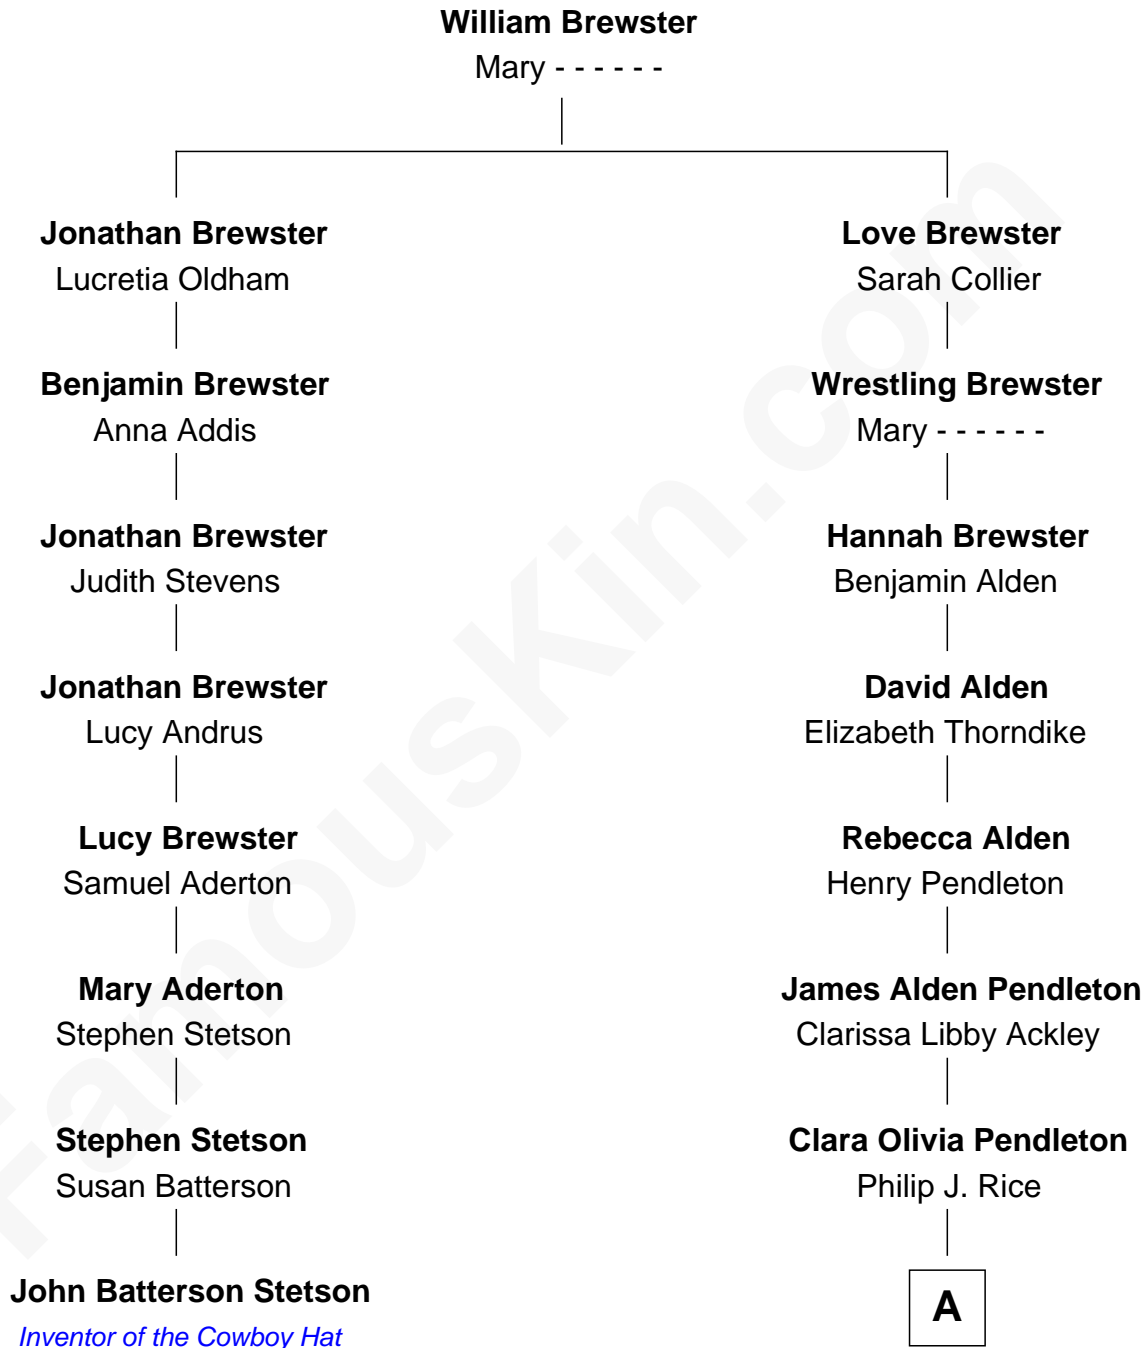 William Brewster
Mary - - - - - -
Jonathan Brewster
Lucretia Oldham
Love Brewster
Sarah Collier
Benjamin Brewster
Anna Addis
Wrestling Brewster
Mary - - - - - -
Jonathan Brewster
Judith Stevens
Hannah Brewster
Benjamin Alden
Jonathan Brewster
Lucy Andrus
David Alden
Elizabeth Thorndike
Lucy Brewster
Samuel Aderton
Rebecca Alden
Henry Pendleton
Mary Aderton
Stephen Stetson
James Alden Pendleton
Clarissa Libby Ackley
Stephen Stetson
Susan Batterson
Clara Olivia Pendleton
Philip J. Rice
John Batterson Stetson
Inventor of the Cowboy Hat
A
FamousKin.com